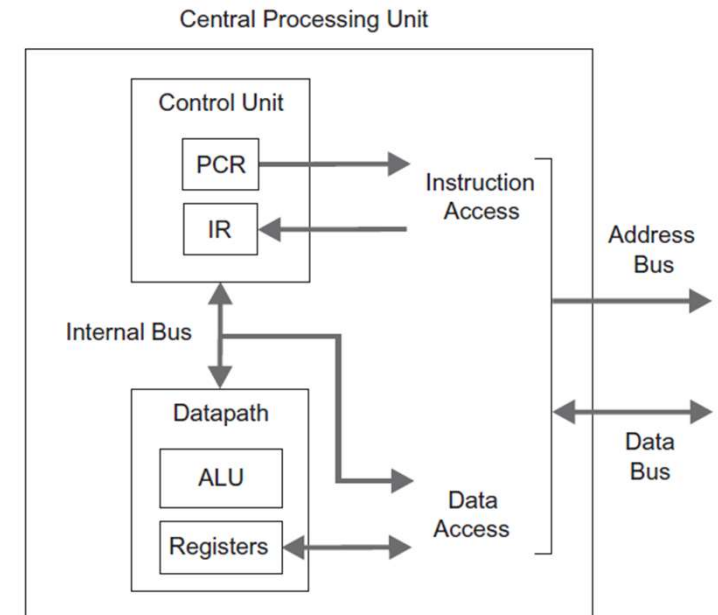 Central Processing Unit
Control Unit
PCR
IR
Instruction
Access
Address
Bus
Internal Bus
Datapath
ALU
Registers
Data
Access
Data
Bus